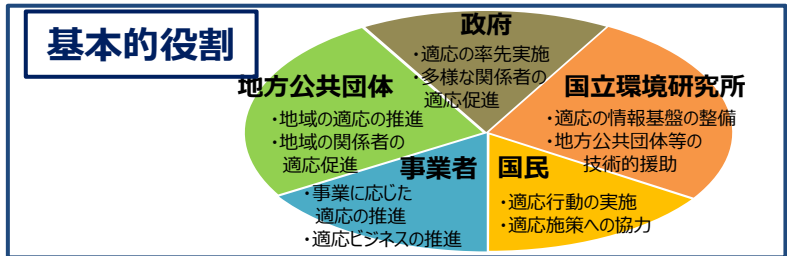 基本的役割
政府
・適応の率先実施
・多様な関係者の
適応促進
国立環境研究所
・適応の情報基盤の整備
・地方公共団体等の
技術的援助
国民
・適応行動の実施
・適応施策への協力
事業者
・事業に応じた
適応の推進
・適応ビジネスの推進
地方公共団体
・地域の適応の推進
・地域の関係者の
適応促進